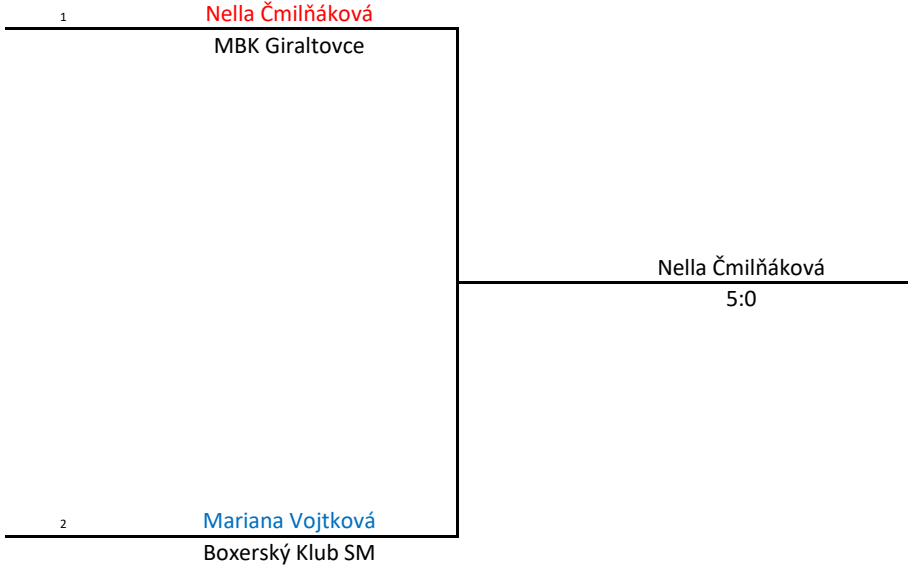 1 Nella Čmilňáková
MBK Giraltovce
Nella Čmilňáková
5:0
2 Mariana Vojtková
Boxerský Klub SM